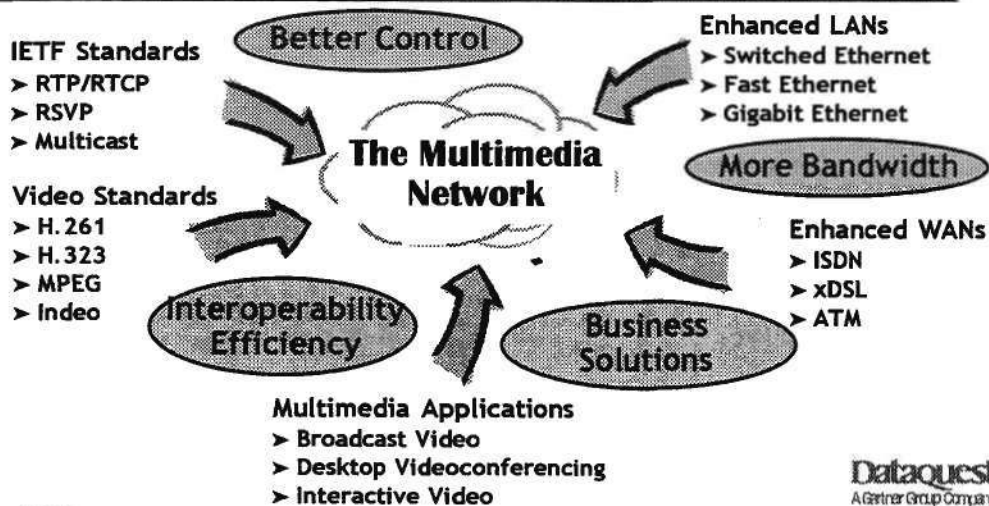 Better Control
IETF Standards
➤ RTP/RTCP
➤ RSVP
➤ Multicast
Enhanced LANs
➤ Switched Ethernet
➤ Fast Ethernet
➤ Gigabit Ethernet
The Multimedia
Network
More Bandwidth
Video Standards
➤ H.261
➤ H.323
➤ MPEG
➤ Indeo
Enhanced WANs
➤ ISDN
➤ xDSL
➤ ATM
Interoperability
Efficiency
Business
Solutions
Multimedia Applications
➤ Broadcast Video
➤ Desktop Videoconferencing
➤ Interactive Video
Dataquest
A Gartner Group Compan